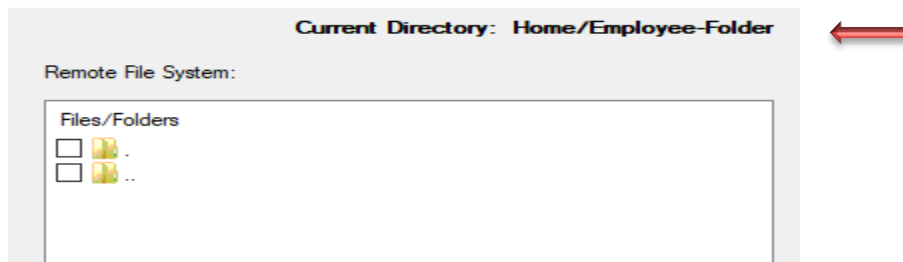 Current Directory: Home/Employee-Folder
Remote File System:
Files/Folders
.
..